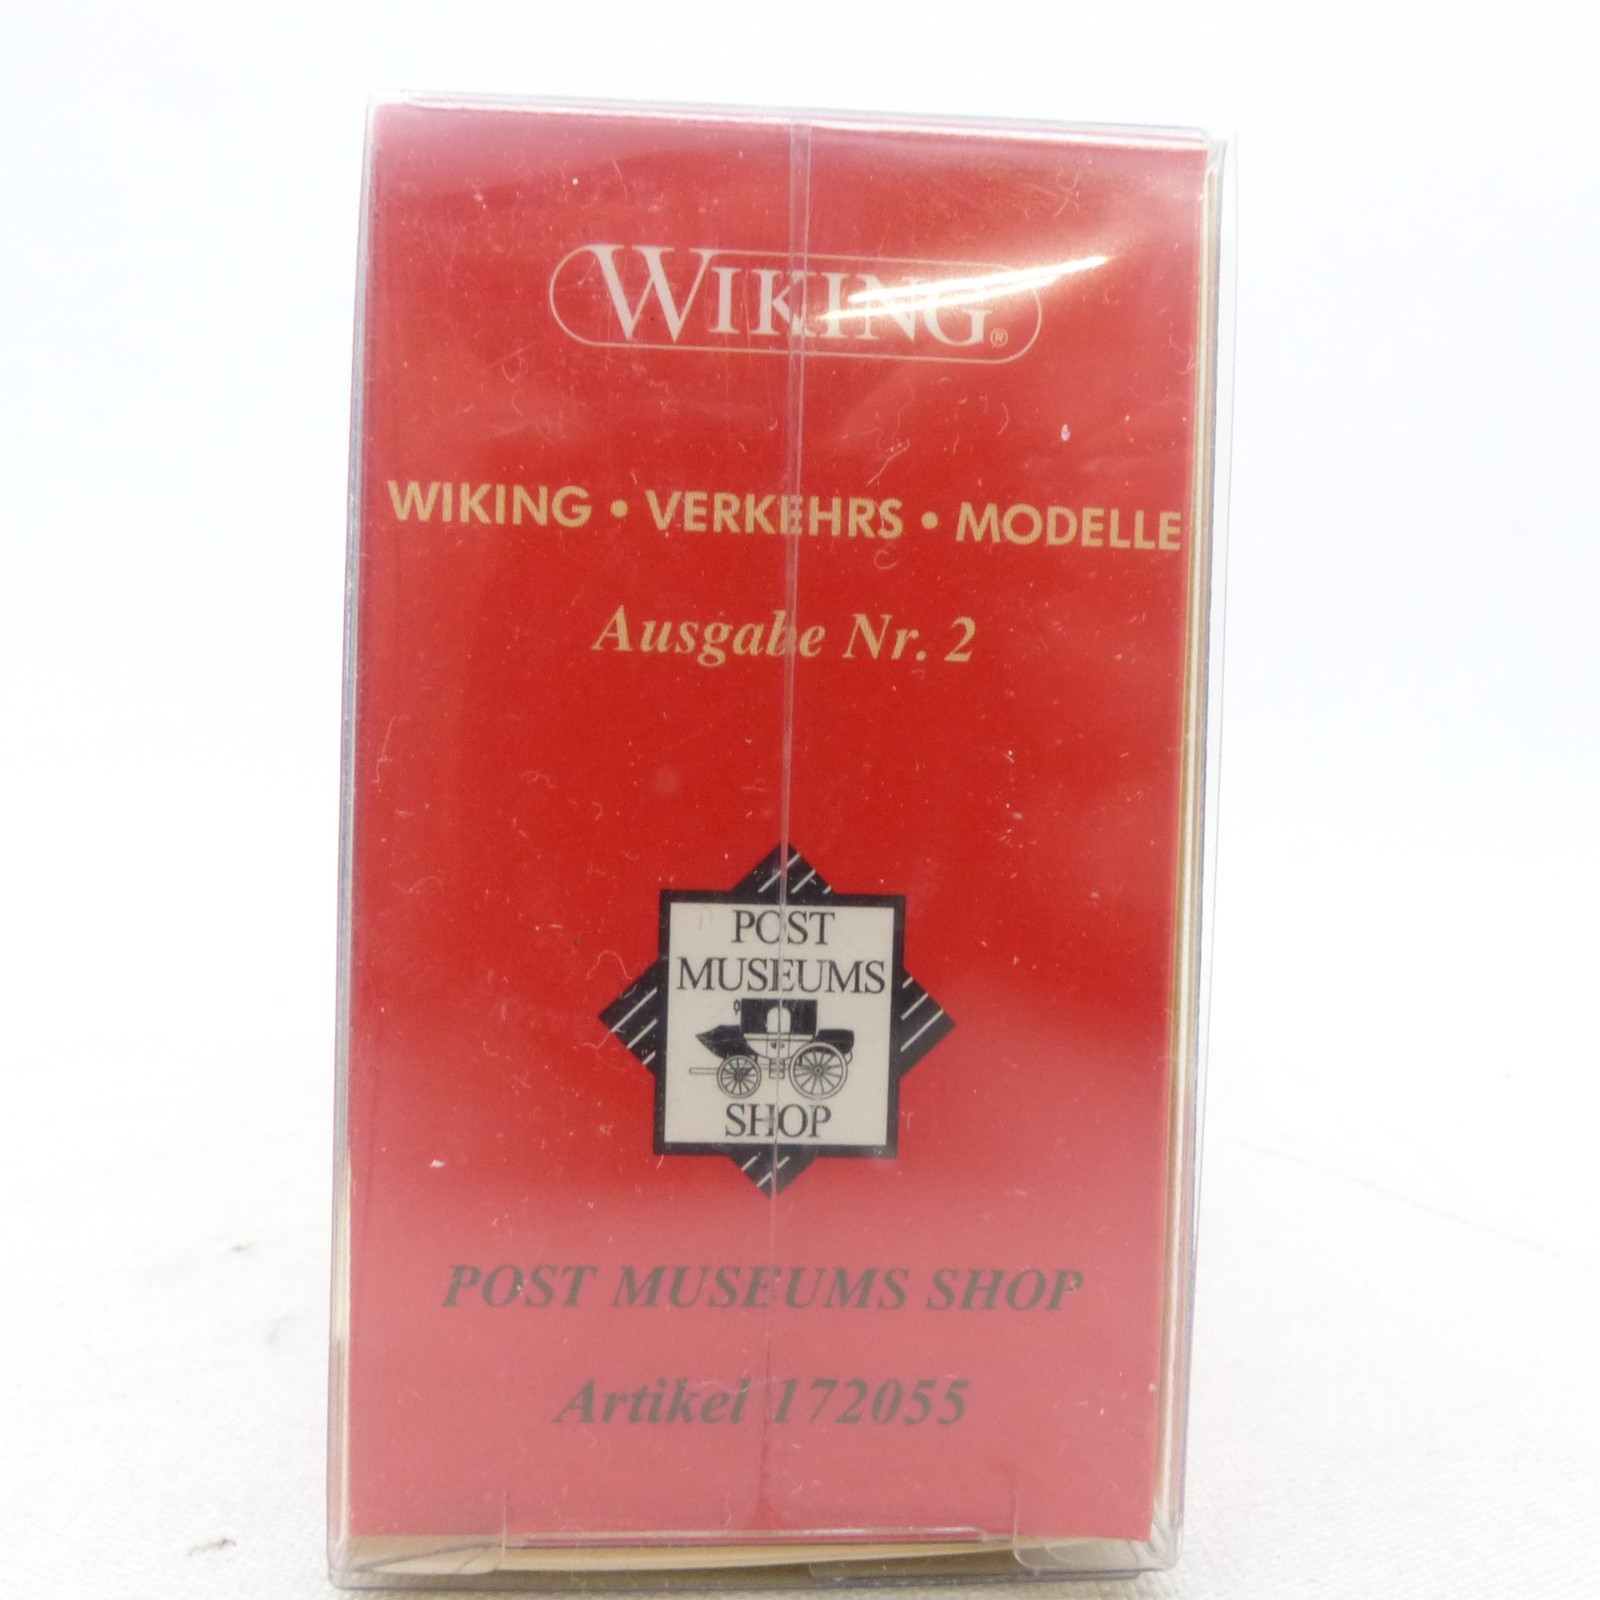 WIKING®
WIKING • VERKEHRS • MODELLE
Ausgabe Nr. 2
POST
MUSEUMS
SHOP
POST MUSEUMS SHOP
Artikel 172055